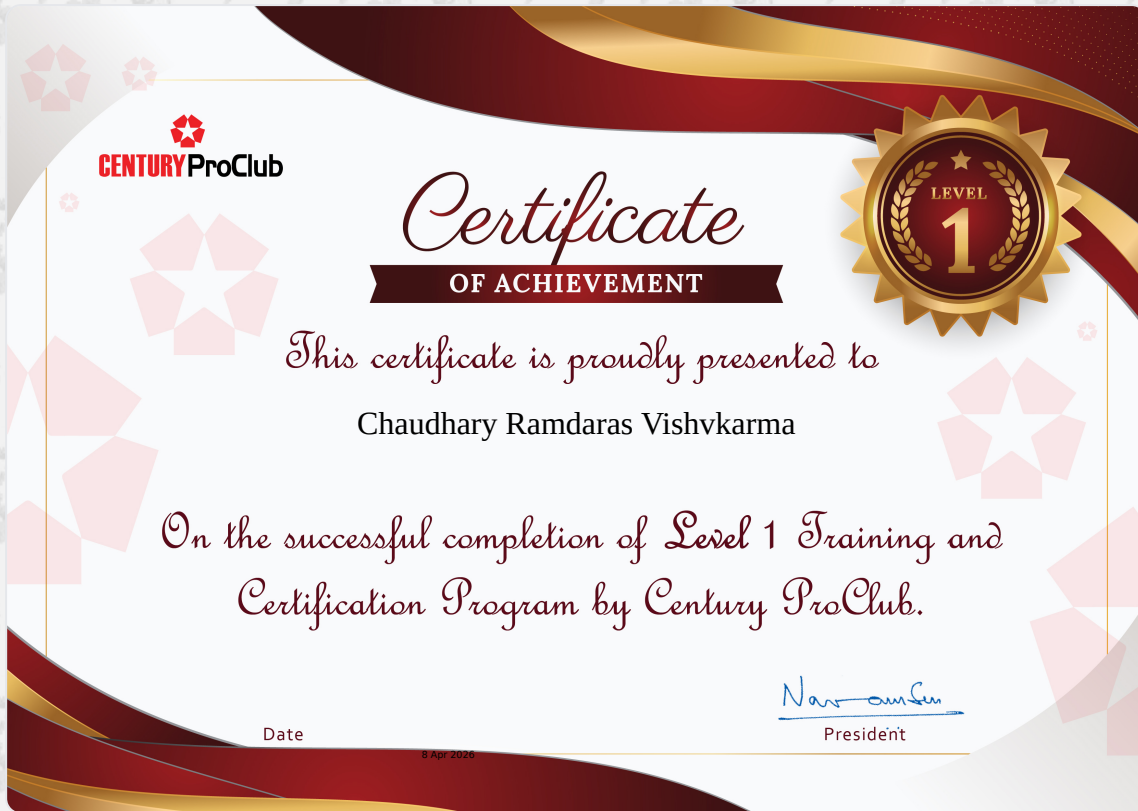 CENTURY ProClub
LEVEL
1
Certificate
OF ACHIEVEMENT
This certificate is proudly presented to
Chaudhary Ramdaras Vishvkarma
On the successful completion of Level 1 Training and
Certification Program by Century ProClub.
Date
President
8 Apr 2026